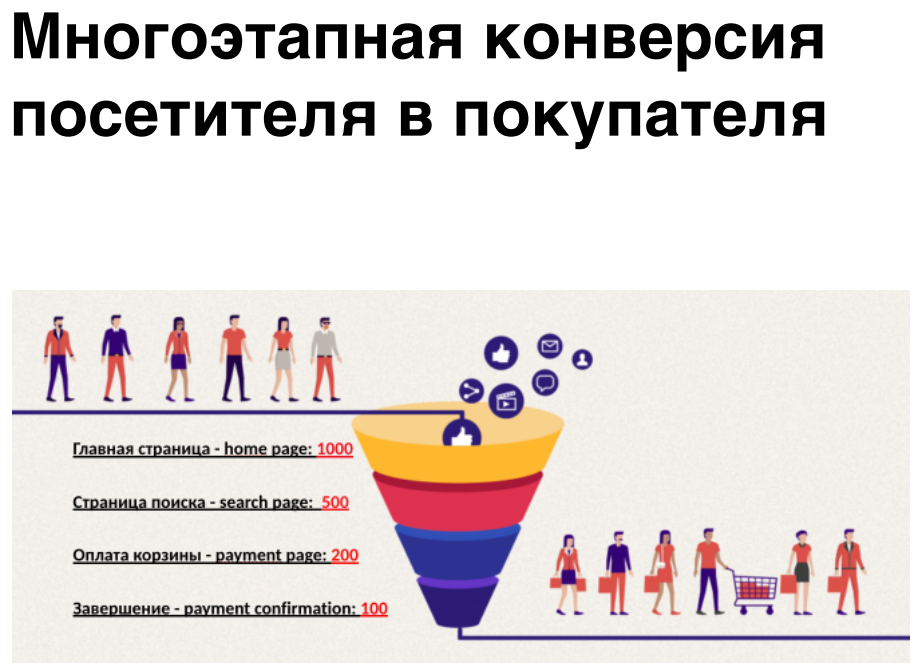 Многоэтапная конверсия
посетителя в покупателя
Главная страница - home page: 1000
Страница поиска - search page: 500
Оплата корзины - payment page: 200
Завершение - payment confirmation: 100